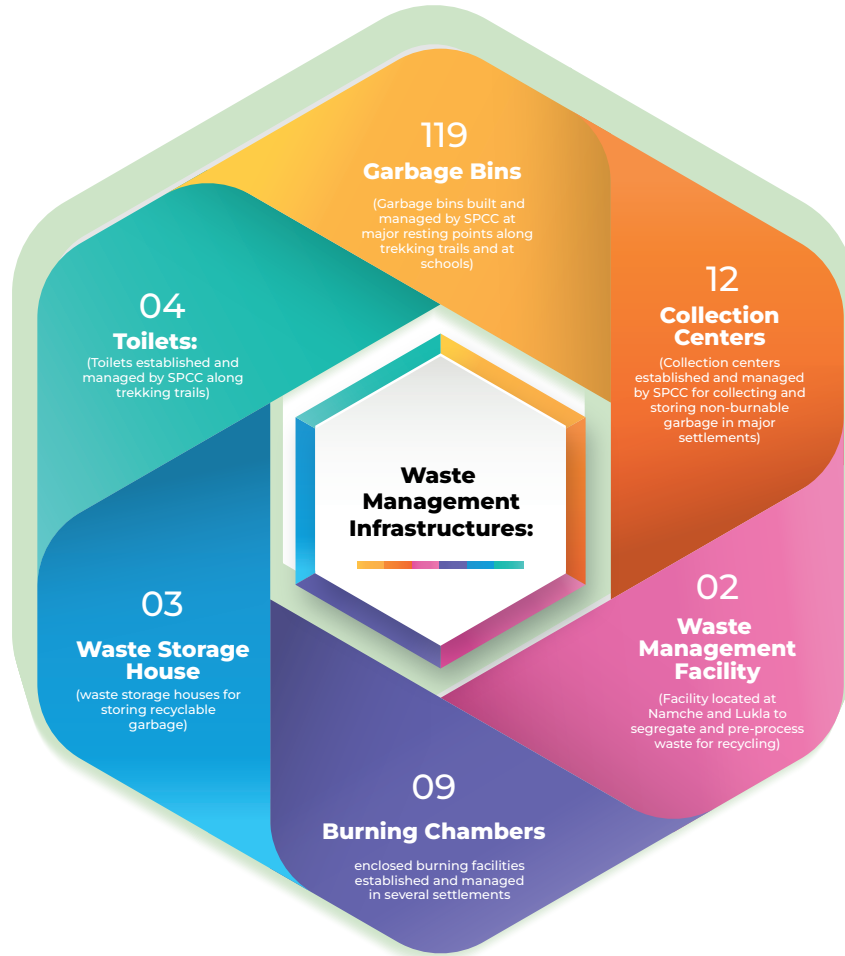 119
Garbage Bins
(Garbage bins built and
managed by SPCC at
major resting points along
trekking trails and at
schools)
12
Collection
Centers
(Collection centers
established and managed
by SPCC for collecting and
storing non-burnable
garbage in major
settlements)
04
Toilets:
(Toilets established and
managed by SPCC along
trekking trails)
Waste
Management
Infrastructures:
02
Waste
Management
Facility
(Facility located at
Namche and Lukla to
segregate and pre-process
waste for recycling)
03
Waste Storage
House
(waste storage houses for
storing recyclable
garbage)
09
Burning Chambers
enclosed burning facilities
established and managed
in several settlements